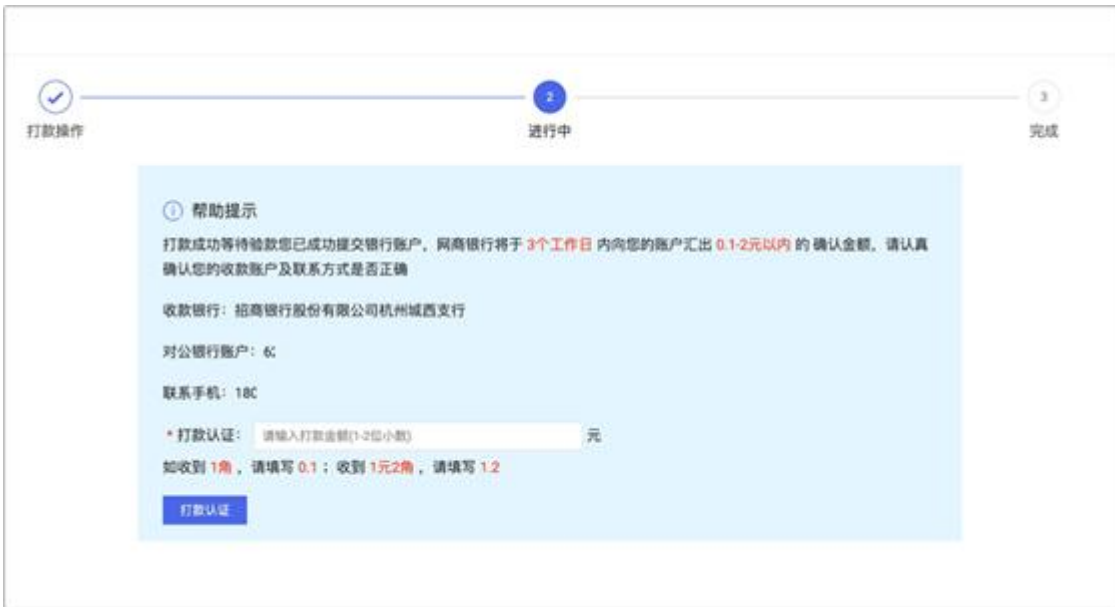 2
3
打款操作
进行中
完成
帮助提示
打款成功等待验款您已成功提交银行账户，网商银行将于 3个工作日 内向您的账户汇出 0.1-2元以内 的 确认金额，请认真
确认您的收款账户及联系方式是否正确
收款银行：招商银行股份有限公司杭州城西支行
对公银行账户：6
联系手机：180
* 打款认证： 请输入打款金额(1-2位小数) 元
如收到 1角 ，请填写 0.1 ；收到 1元2角 ，请填写 1.2
打款认证